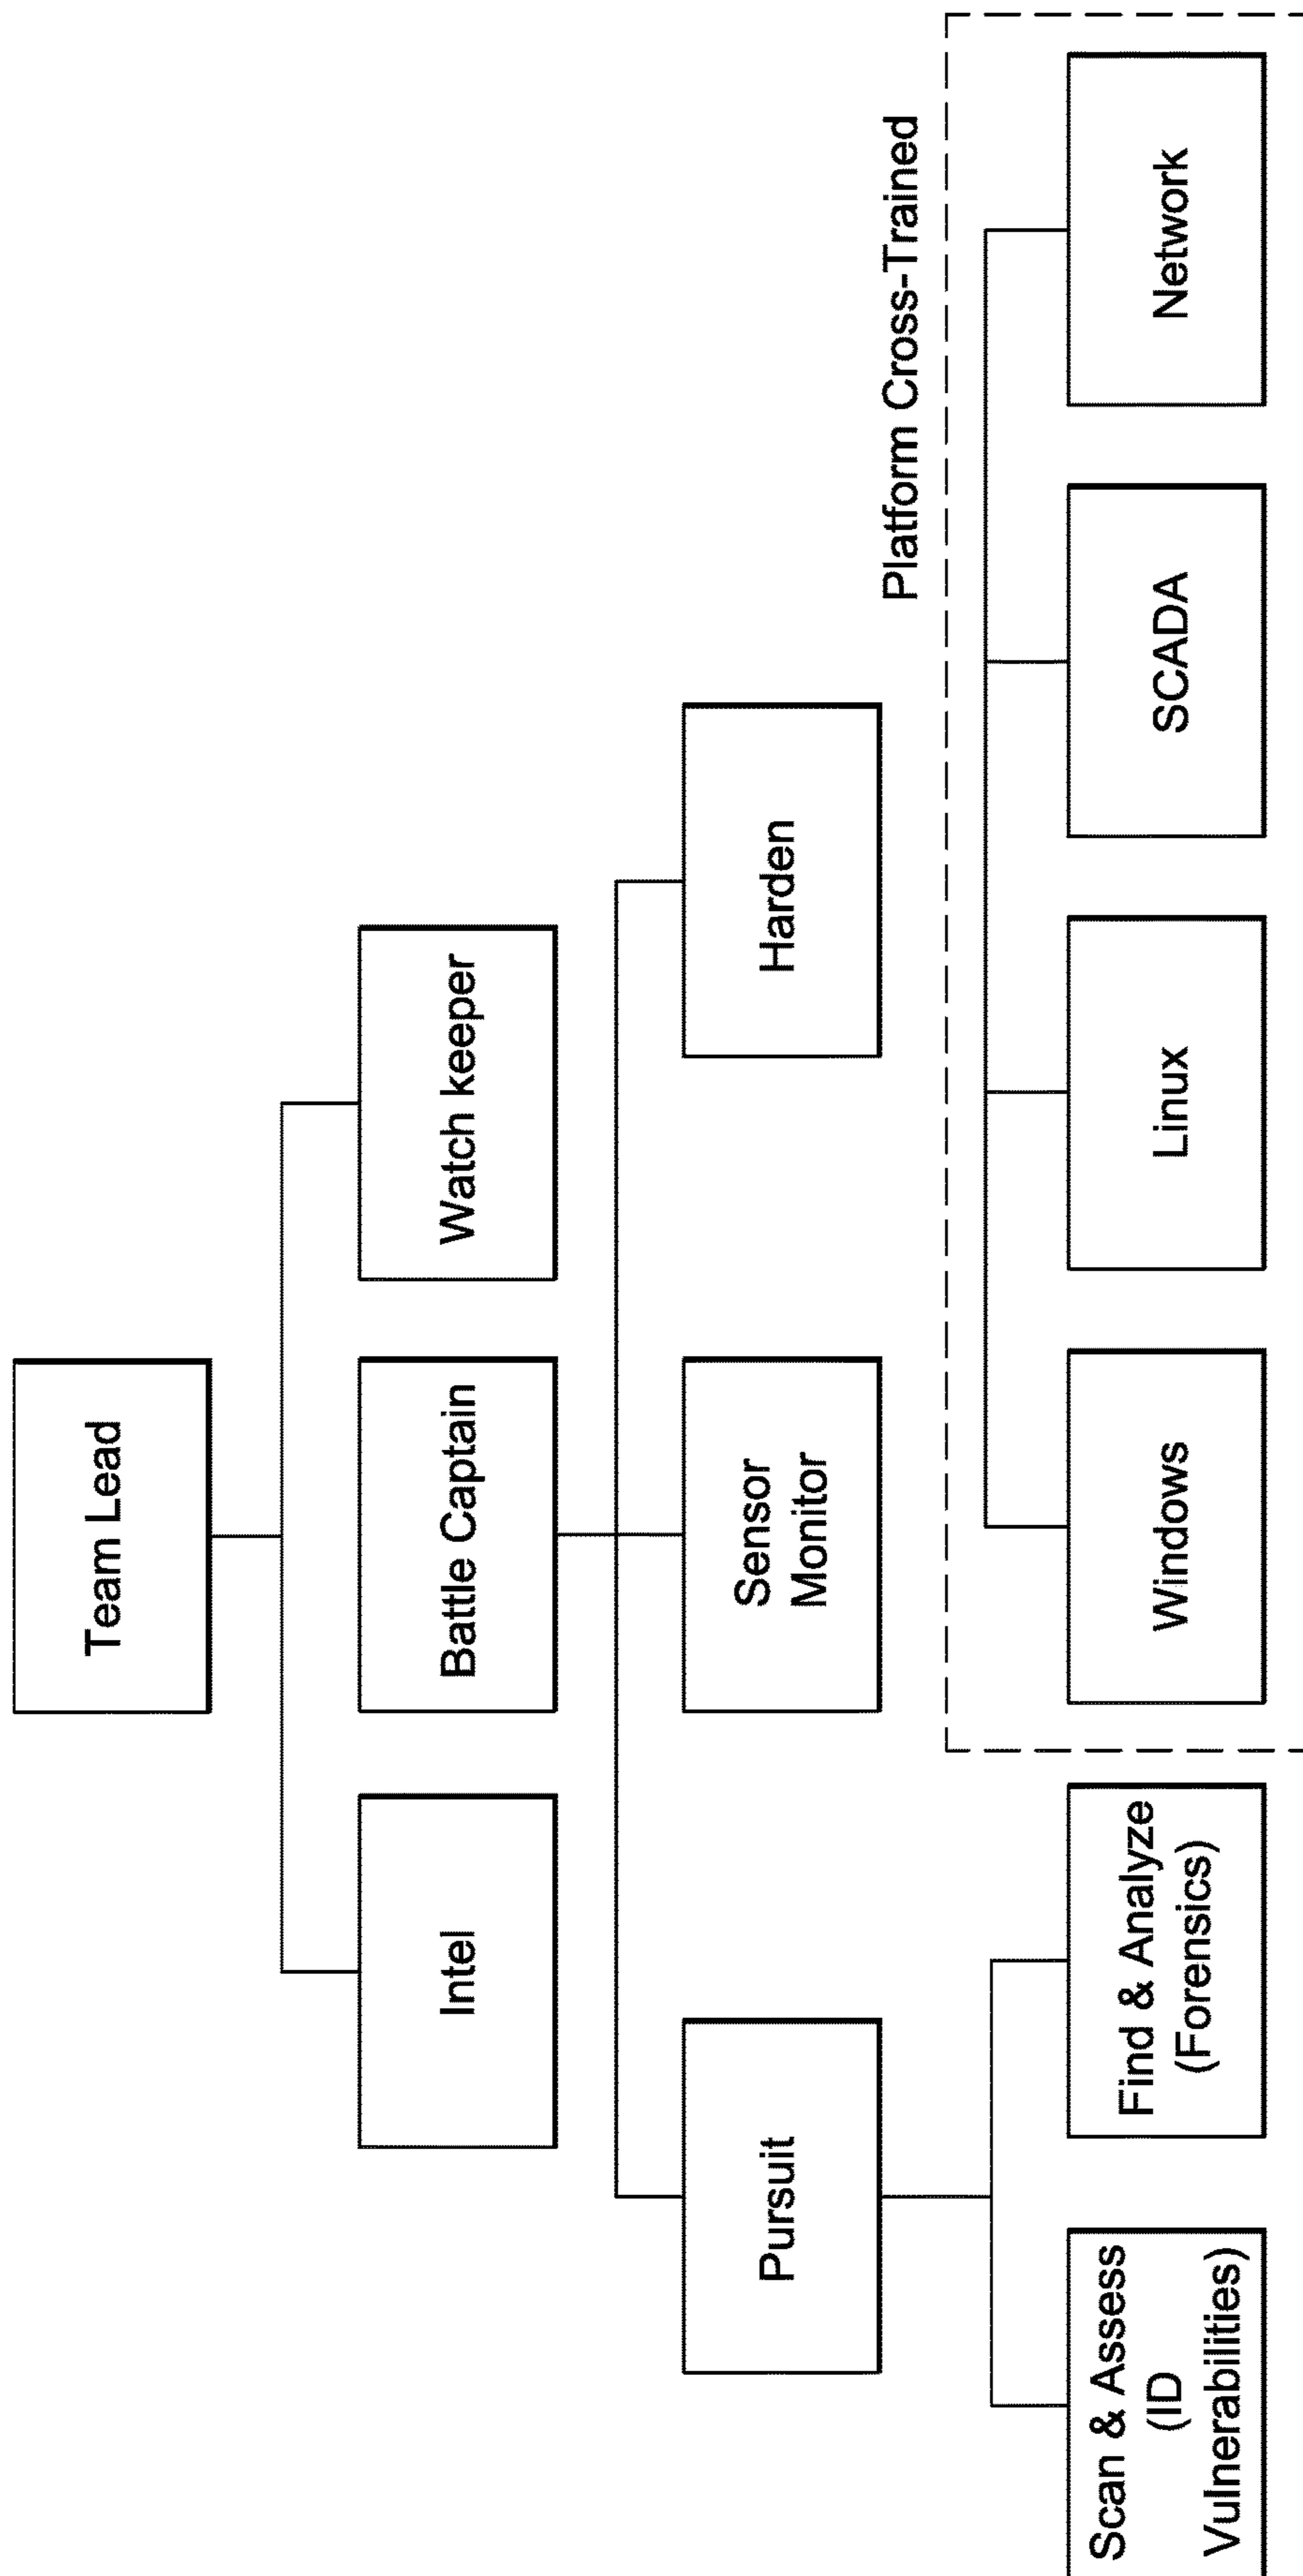 Team Lead
Intel
Battle Captain
Watch keeper
Pursuit
Sensor
Monitor
Harden
Platform Cross-Trained
Scan & Assess
(ID
Vulnerabilities)
Find & Analyze
(Forensics)
Windows
Linux
SCADA
Network